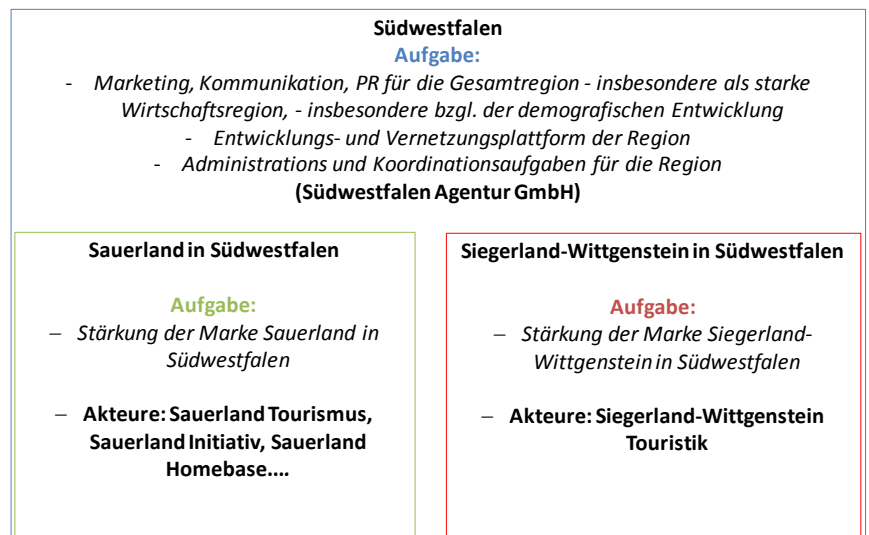 Südwestfalen
Aufgabe:
- Marketing, Kommunikation, PR für die Gesamtregion - insbesondere als starke
Wirtschaftsregion, - insbesondere bzgl. der demografischen Entwicklung
- Entwicklungs- und Vernetzungsplattform der Region
- Administrations und Koordinationsaufgaben für die Region
(Südwestfalen Agentur GmbH)
Sauerland in Südwestfalen
Aufgabe:
– Stärkung der Marke Sauerland in
Südwestfalen
– Akteure: Sauerland Tourismus,
Sauerland Initiativ, Sauerland
Homebase....
Siegerland-Wittgenstein in Südwestfalen
Aufgabe:
– Stärkung der Marke Siegerland-
Wittgenstein in Südwestfalen
– Akteure: Siegerland-Wittgenstein
Touristik